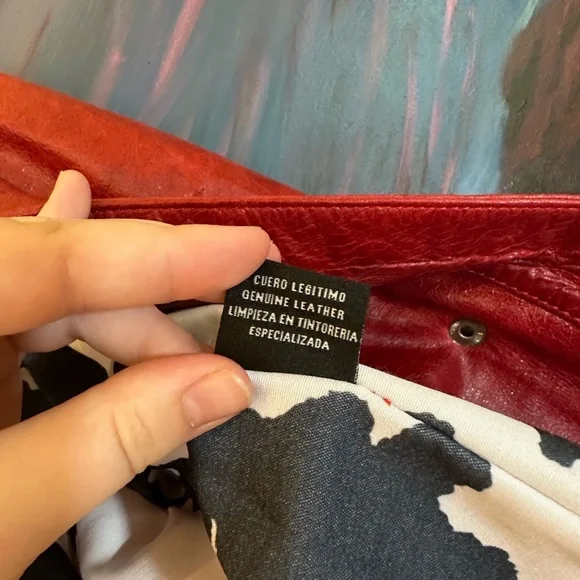 CUERO LEGITIMO
GENUINE LEATHER
LIMPIEZA EN TINTORERIA
ESPECIALIZADA